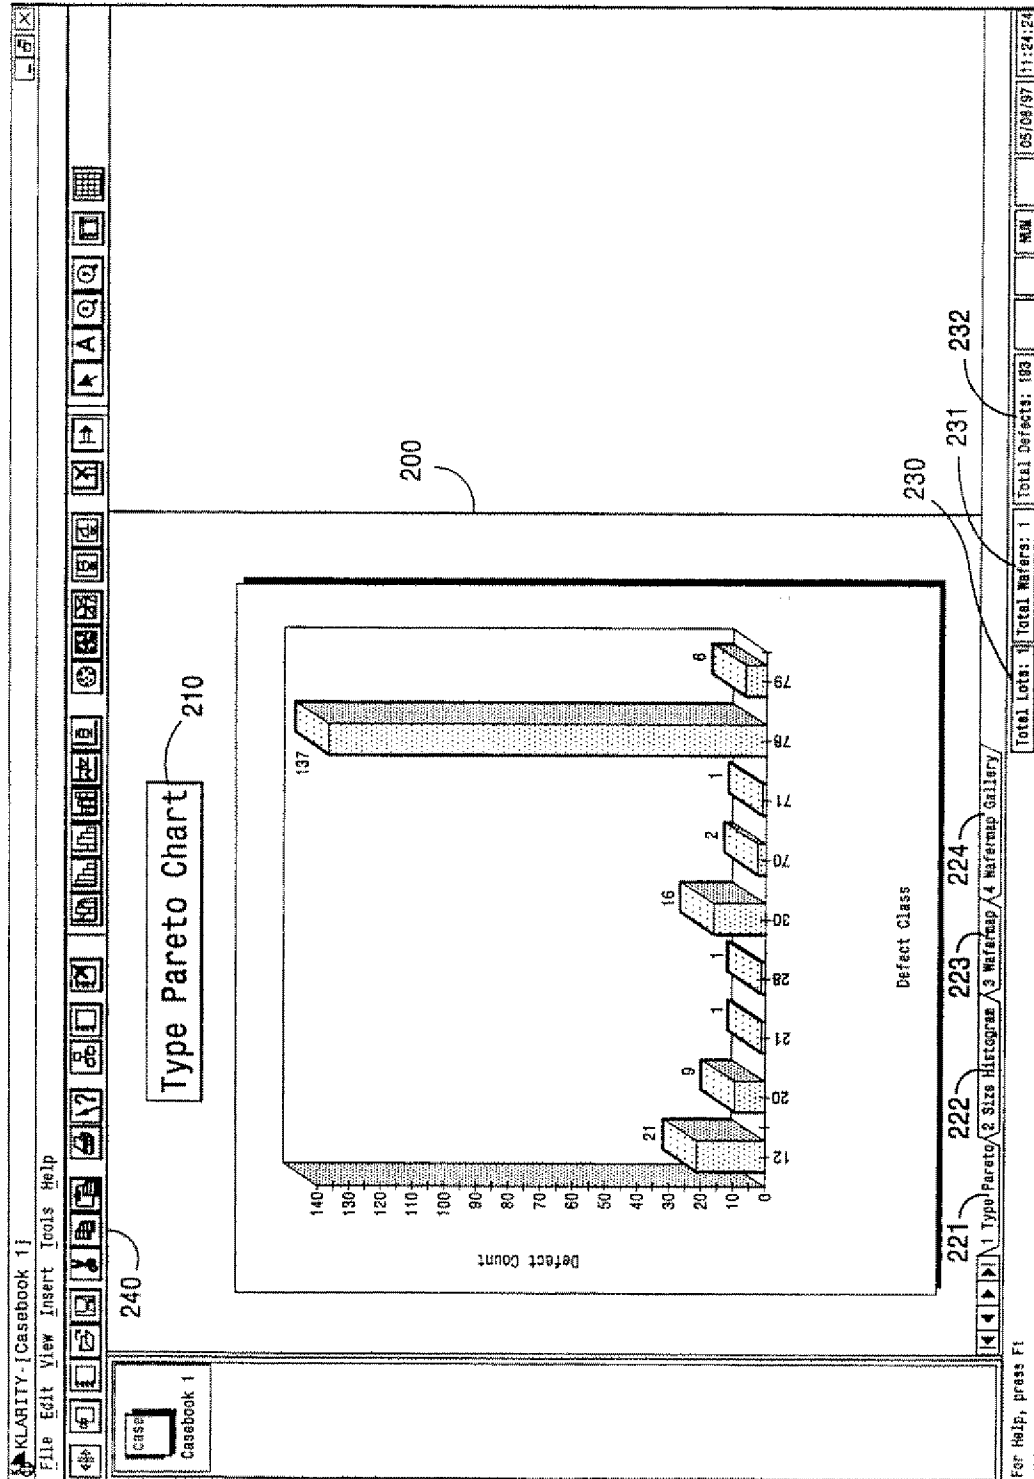 KLARITY-[Casebook 1]
File Edit View Insert Tools Help
240
case
Casebook 1
Type Pareto Chart
210
200
Defect Count
140
130
120
110
100
90
80
70
60
50
40
30
20
10
0
21
9
1
1
16
2
1
137
6
12
20
21
28
30
70
71
78
79
Defect Class
221
222
223
224
1 Type Pareto
2 Size Histogram
3 Wafermap
4 Wafermap Gallery
230
231
232
For Help, press F1
Total Lots: 1
Total Wafers: 1
Total Defects: 193
NUM
05/08/97
11:24:24